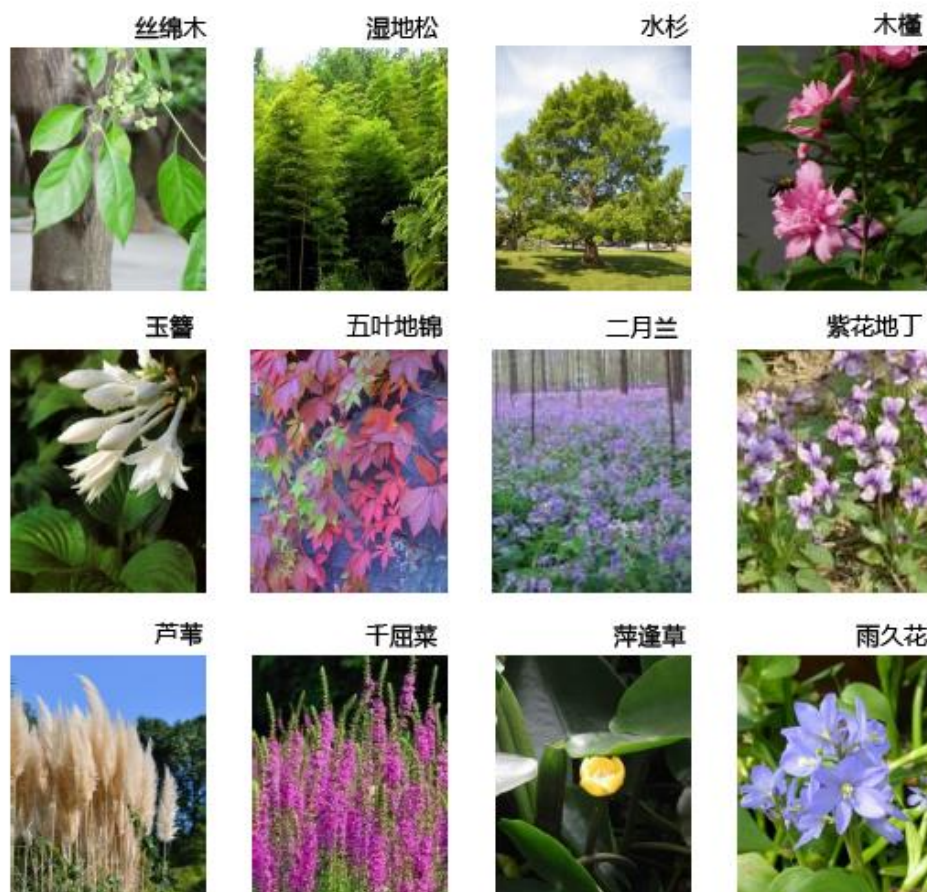 丝绵木 湿地松 水杉 木槿
玉簪 五叶地锦 二月兰 紫花地丁
芦苇 千屈菜 萍逢草 雨久花